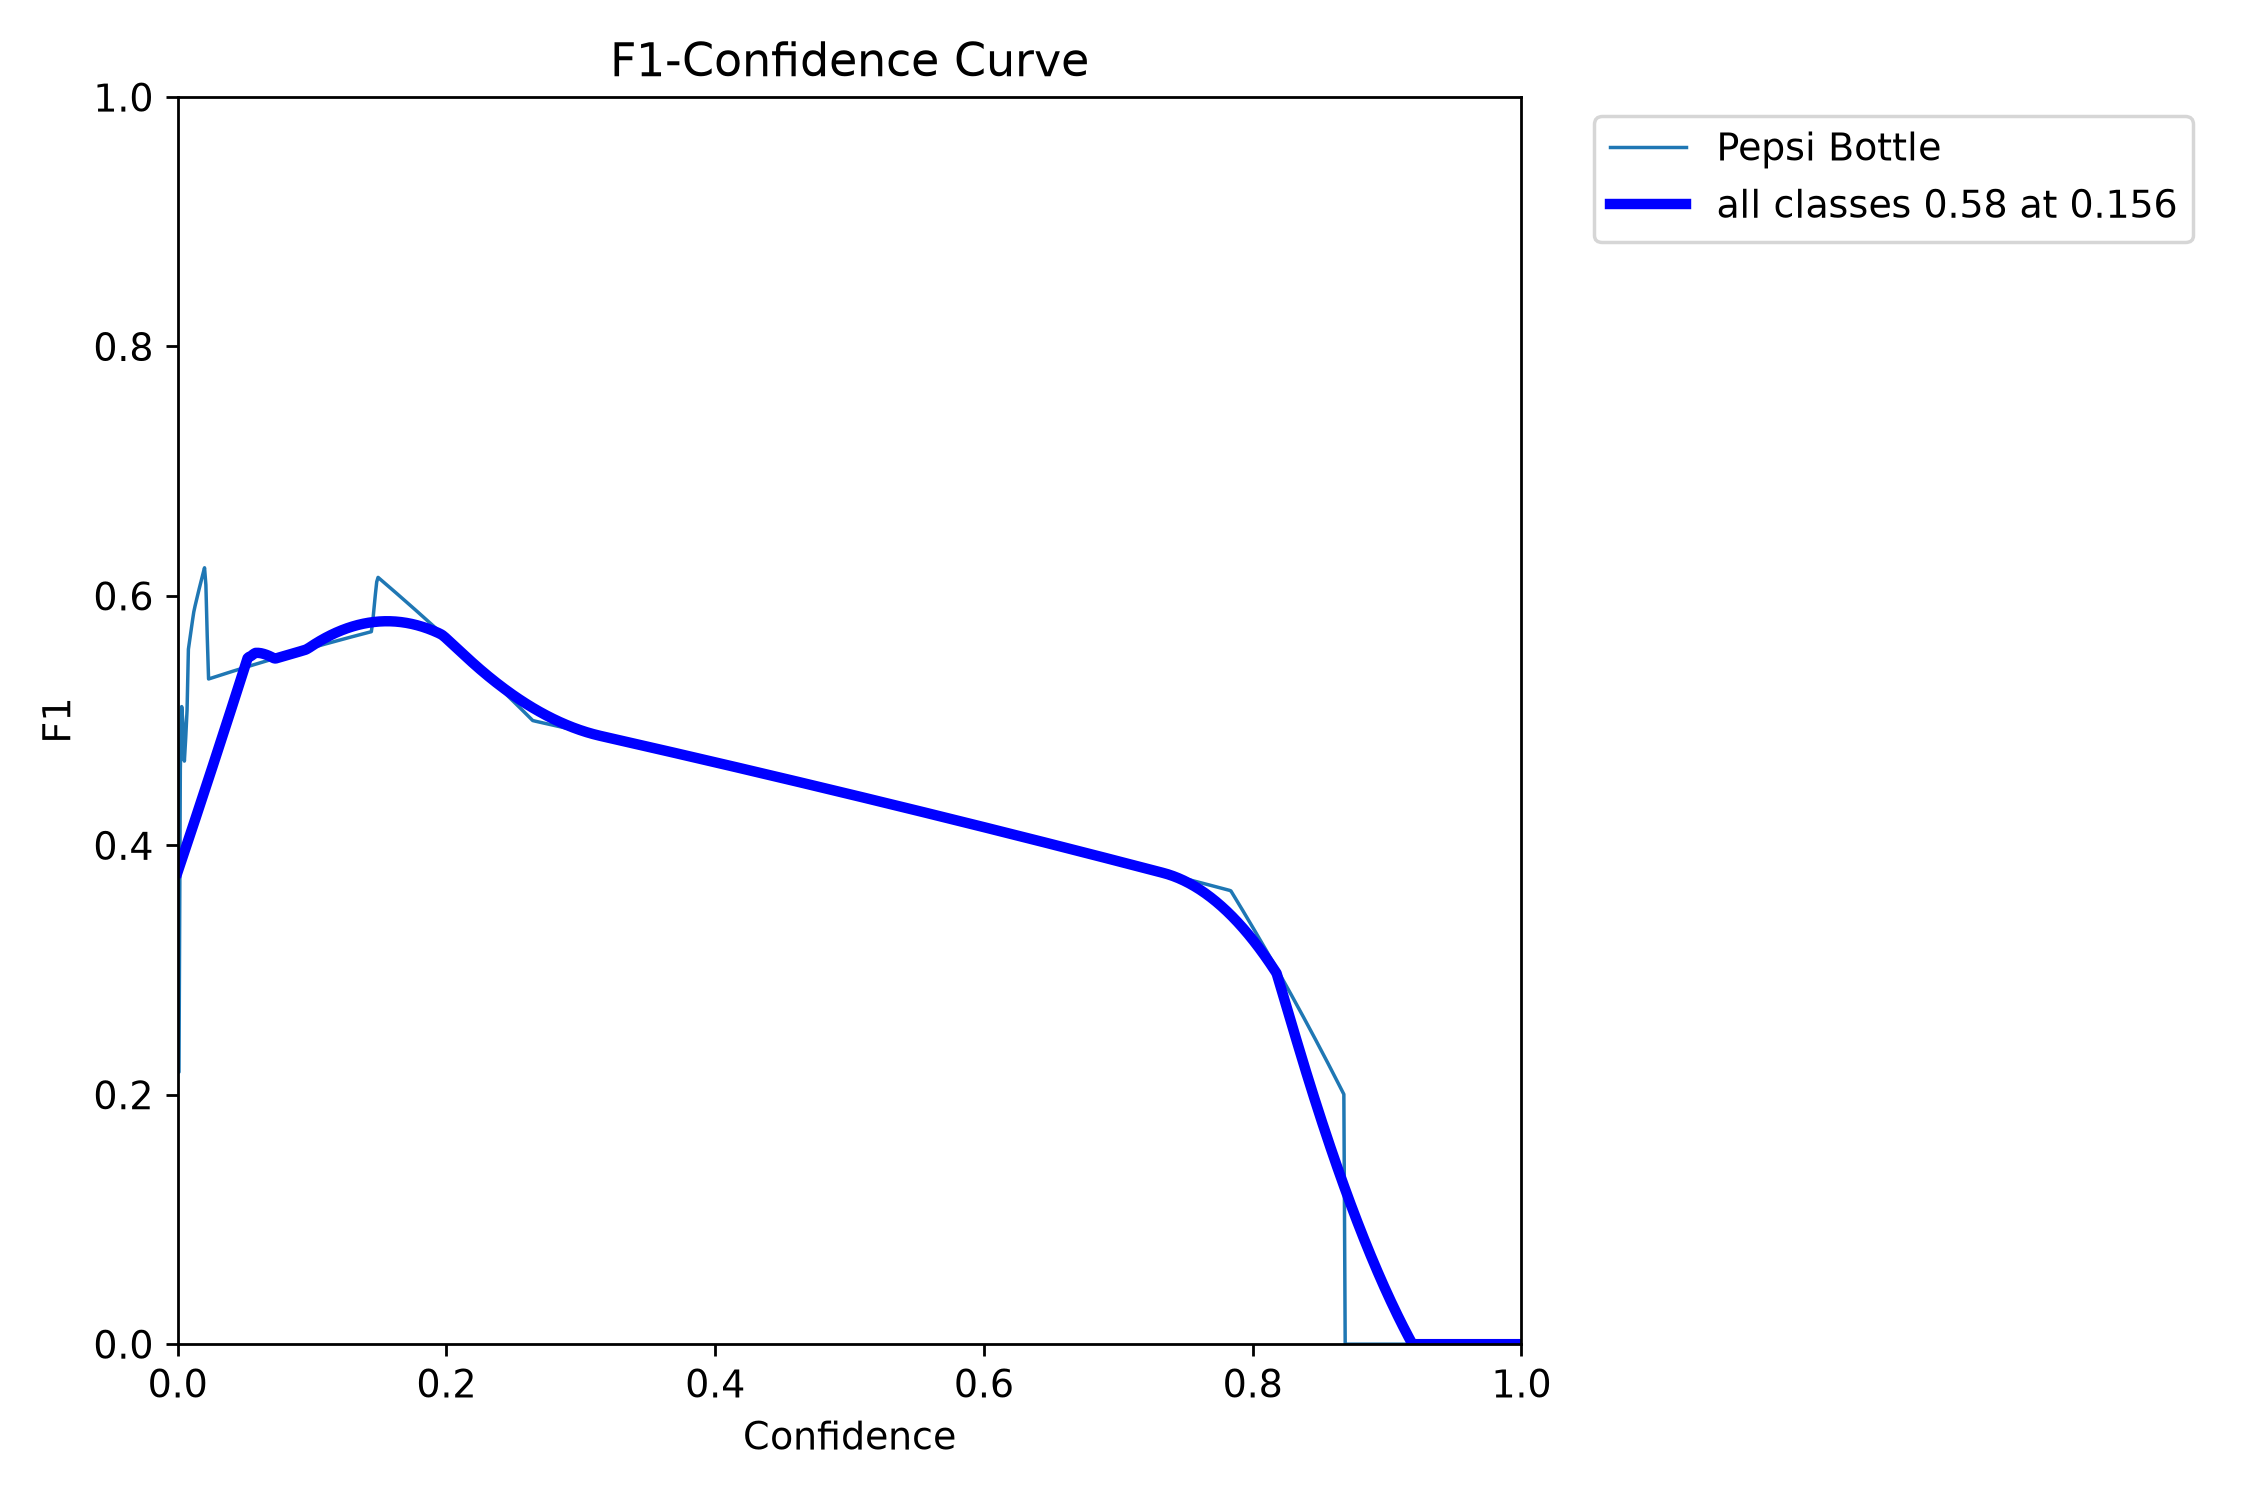 F1-Confidence Curve
1.0
0.8
0.6
0.4
0.2
0.0
F1
0.0 0.2 0.4 0.6 0.8 1.0
Confidence
Pepsi Bottle
all classes 0.58 at 0.156